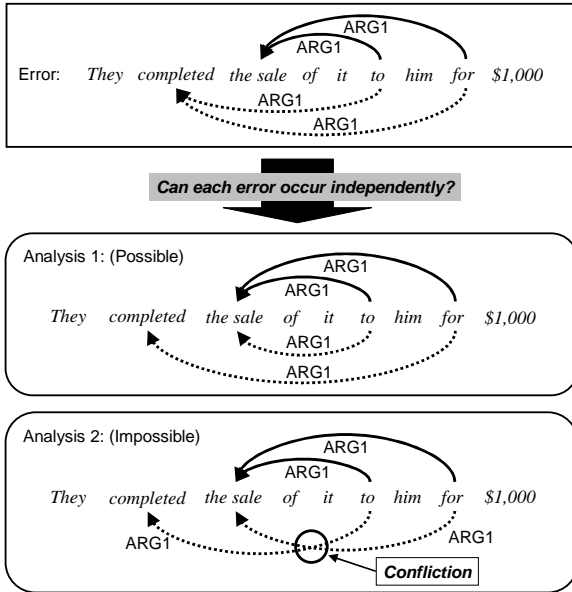 ARG1
ARG1
Error: They completed the sale of it to him for $1,000
ARG1
ARG1
Can each error occur independently?
Analysis 1: (Possible)
ARG1
ARG1
They completed the sale of it to him for $1,000
ARG1
ARG1
Analysis 2: (Impossible)
ARG1
ARG1
They completed the sale of it to him for $1,000
ARG1 ARG1
Confliction